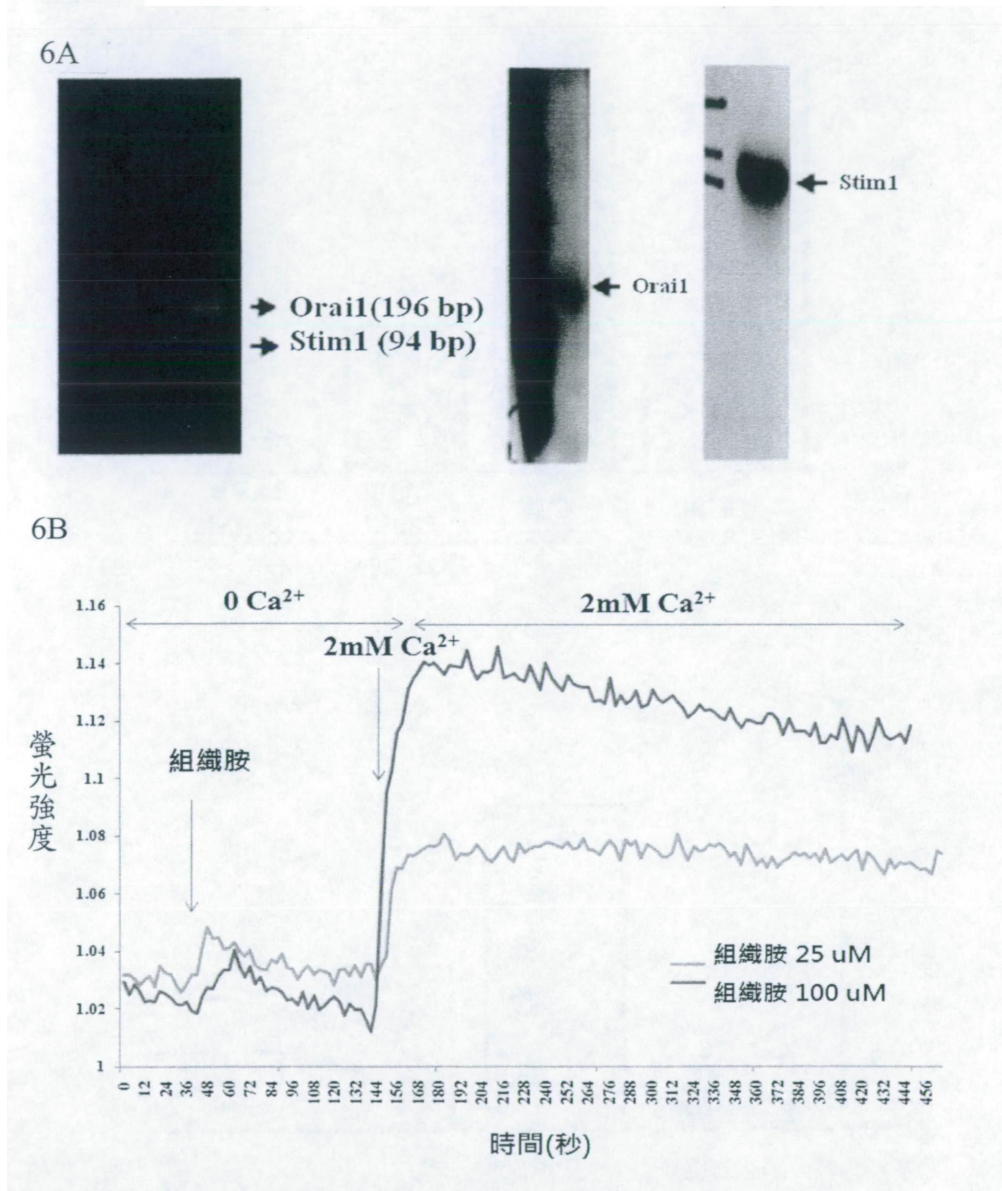 6A
Orai1(196 bp)
Stim1 (94 bp)
Orai1
Stim1
6B
0 Ca²⁺
2mM Ca²⁺
2mM Ca²⁺
組織胺
螢光強度
1.16
1.14
1.12
1.1
1.08
1.06
1.04
1.02
1
組織胺 25 uM
組織胺 100 uM
0 12 24 36 48 60 72 84 96 108 120 132 144 156 168 180 192 204 216 228 240 252 264 276 288 300 312 324 336 348 360 372 384 396 408 420 432 444 456
時間(秒)